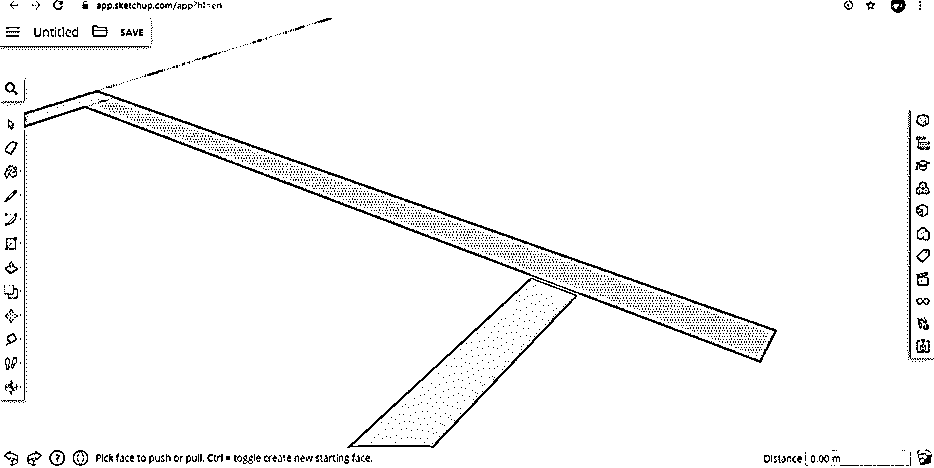 app.sketchup.com/app?hl=en
Untitled SAVE
Pick face to push or pull. Ctrl = toggle create new starting face.
Distance 0.00 m